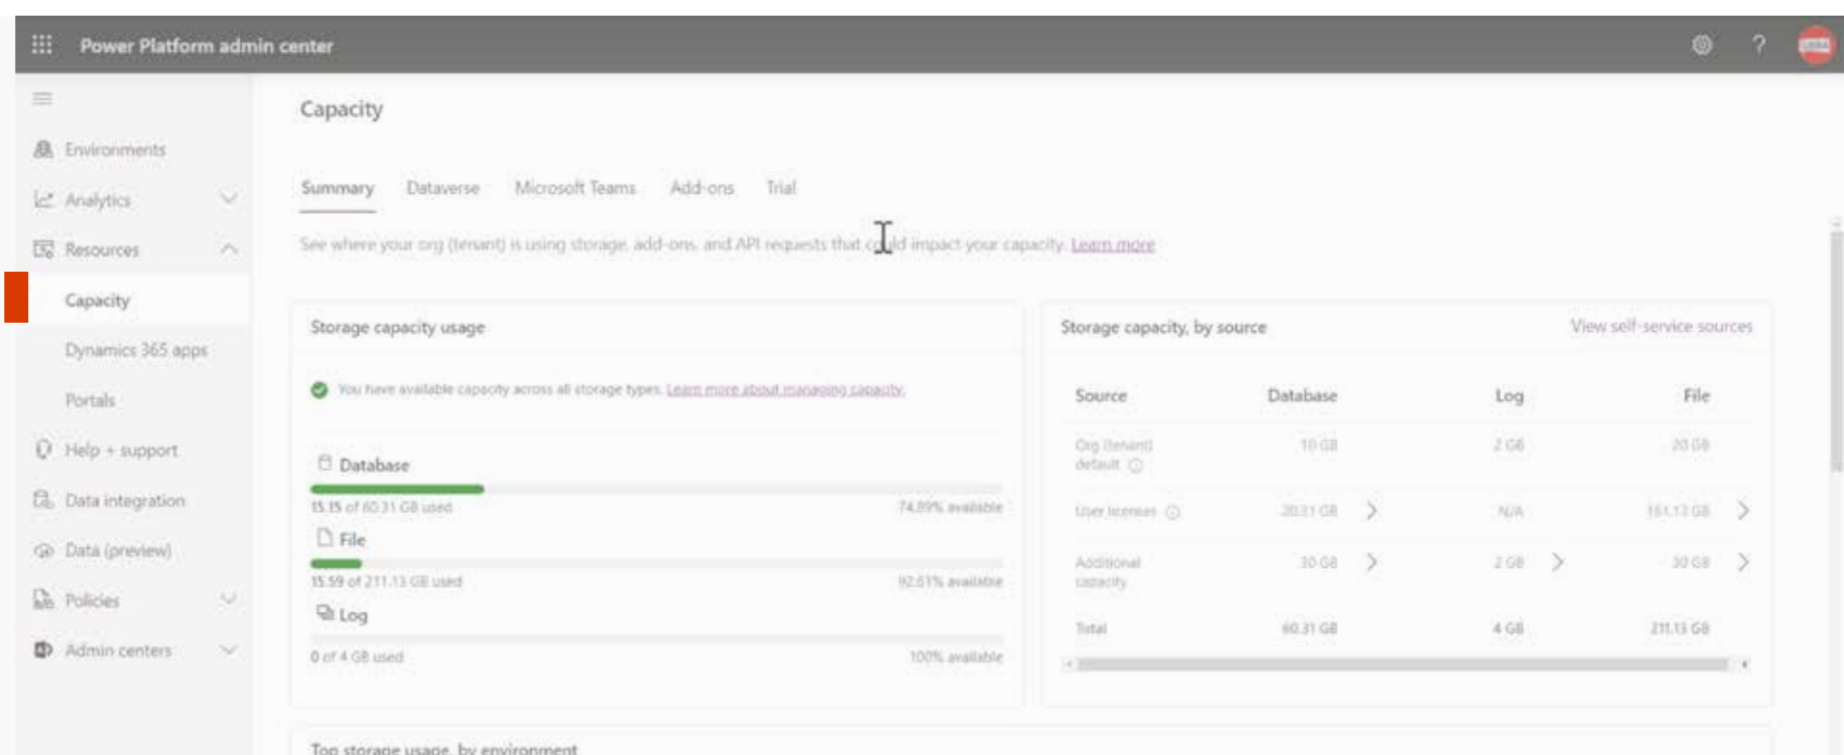 Power Platform admin center
?
Environments
Analytics
Resources
Capacity
Dynamics 365 apps
Portals
Help + support
Data integration
Data (preview)
Policies
Admin centers
Capacity
Summary Dataverse Microsoft Teams Add-ons Trial
See where your org (tenant) is using storage, add-ons, and API requests that could impact your capacity. Learn more
Storage capacity usage
You have available capacity across all storage types. Learn more about managing capacity.
Database
15.15 of 60.31 GB used 74.89% available
File
15.59 of 211.13 GB used 92.61% available
Log
0 of 4 GB used 100% available
Storage capacity, by source View self-service sources
Source Database Log File
Org (tenant) default 10 GB 2 GB 20 GB
User licenses 20.31 GB N/A 161.13 GB
Additional capacity 30 GB 2 GB 30 GB
Total 60.31 GB 4 GB 211.13 GB
Top storage usage, by environment